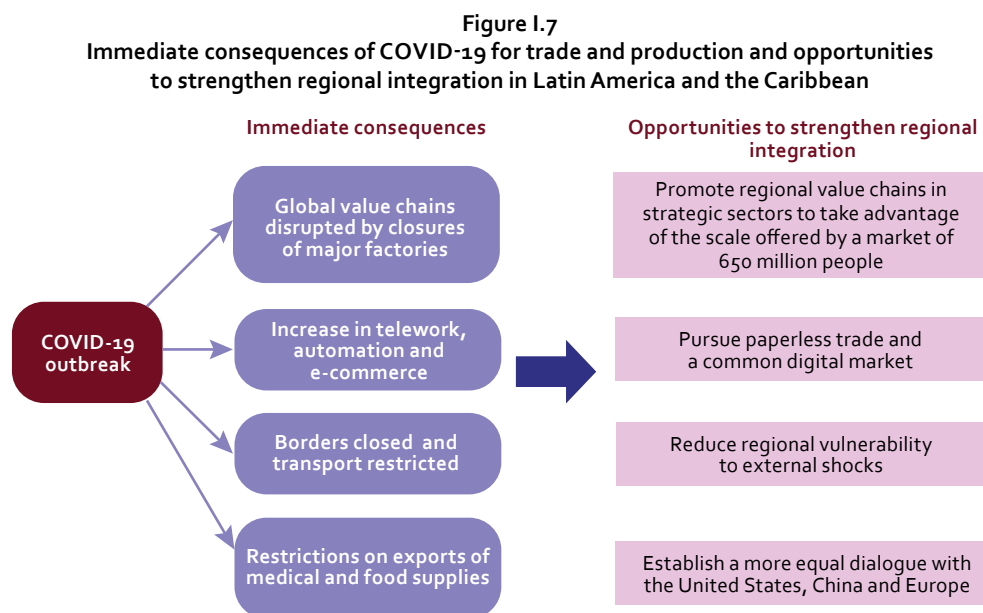 Figure I.7
Immediate consequences of COVID-19 for trade and production and opportunities
to strengthen regional integration in Latin America and the Caribbean
Immediate consequences
Opportunities to strengthen regional
integration
COVID-19
outbreak
Global value chains
disrupted by closures
of major factories
Promote regional value chains in
strategic sectors to take advantage
of the scale offered by a market of
650 million people
Increase in telework,
automation and
e-commerce
Pursue paperless trade and
a common digital market
Borders closed and
transport restricted
Reduce regional vulnerability
to external shocks
Restrictions on exports of
medical and food supplies
Establish a more equal dialogue with
the United States, China and Europe